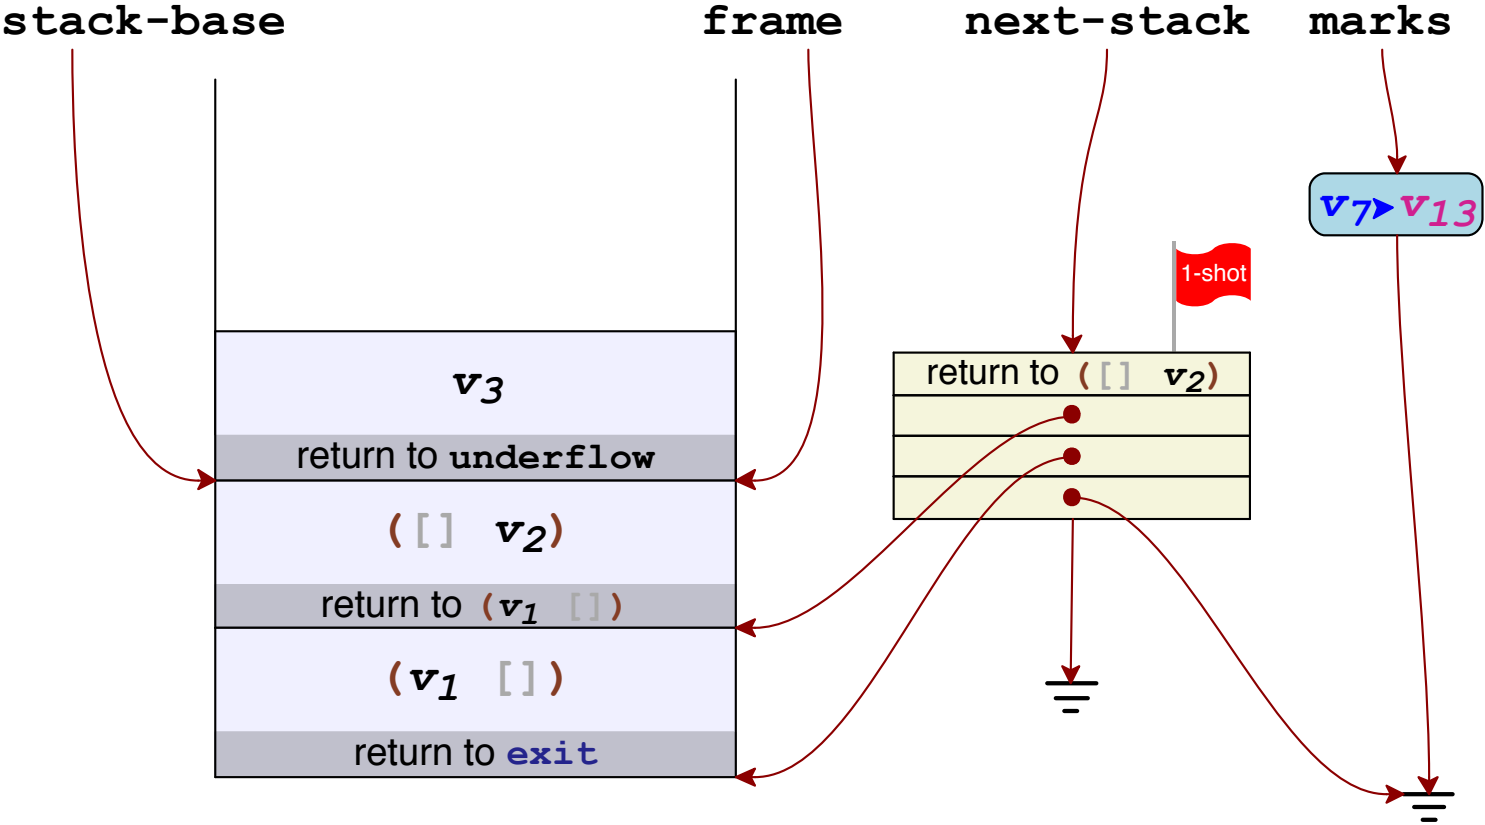 stack-base frame next-stack marks
v7➤v13
1-shot
v3
return to ([] v2)
return to underflow
([] v2)
return to (v1 [])
(v1 [])
return to exit